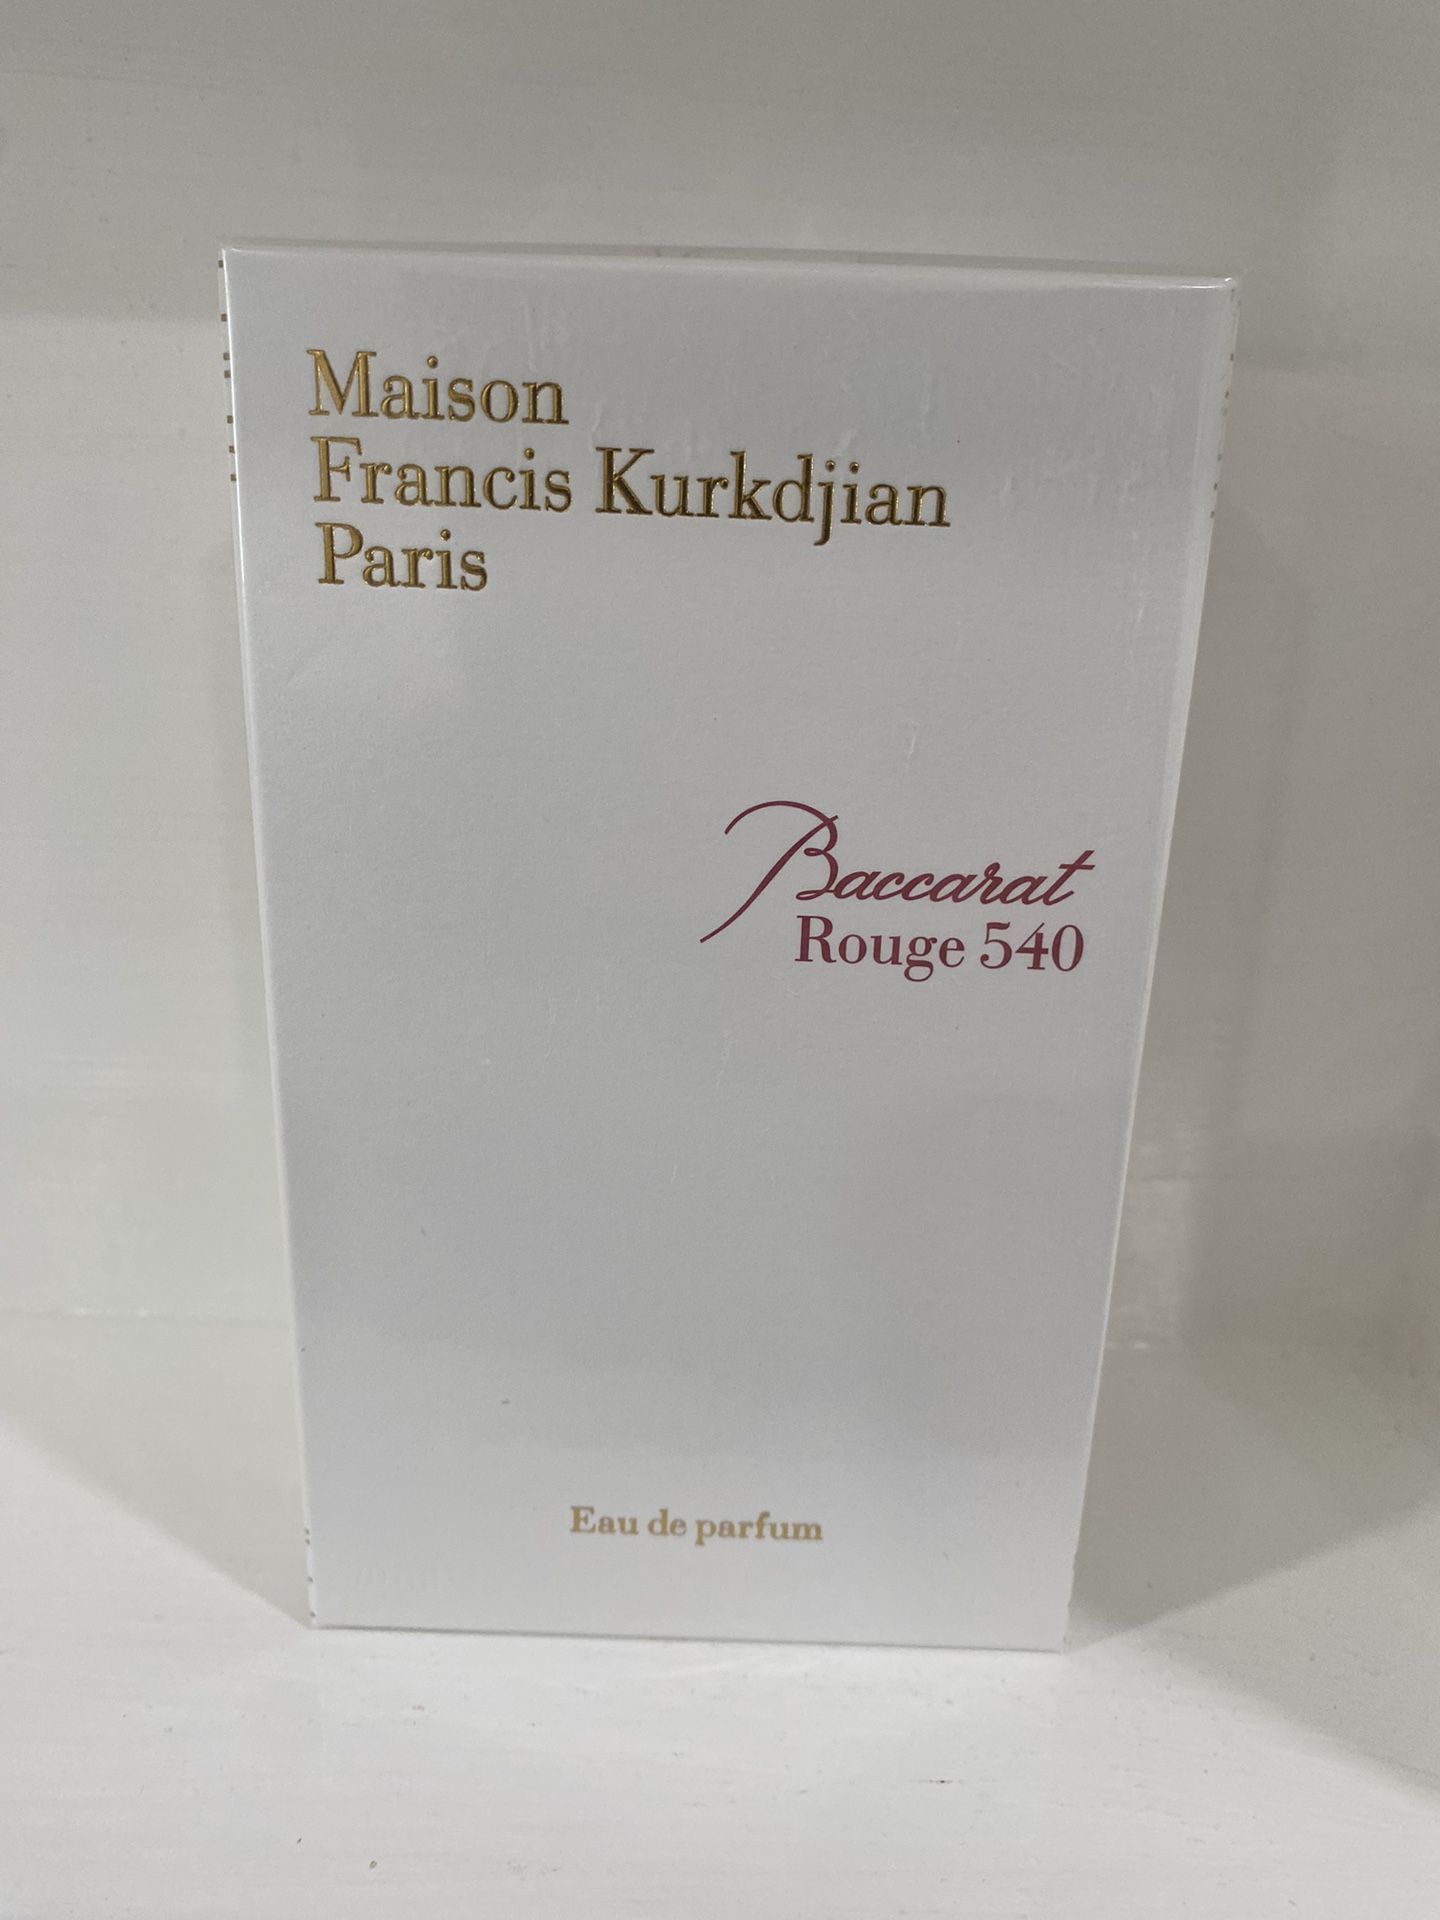 Maison
Francis Kurkdjian
Paris
Baccarat
Rouge 540
Eau de parfum